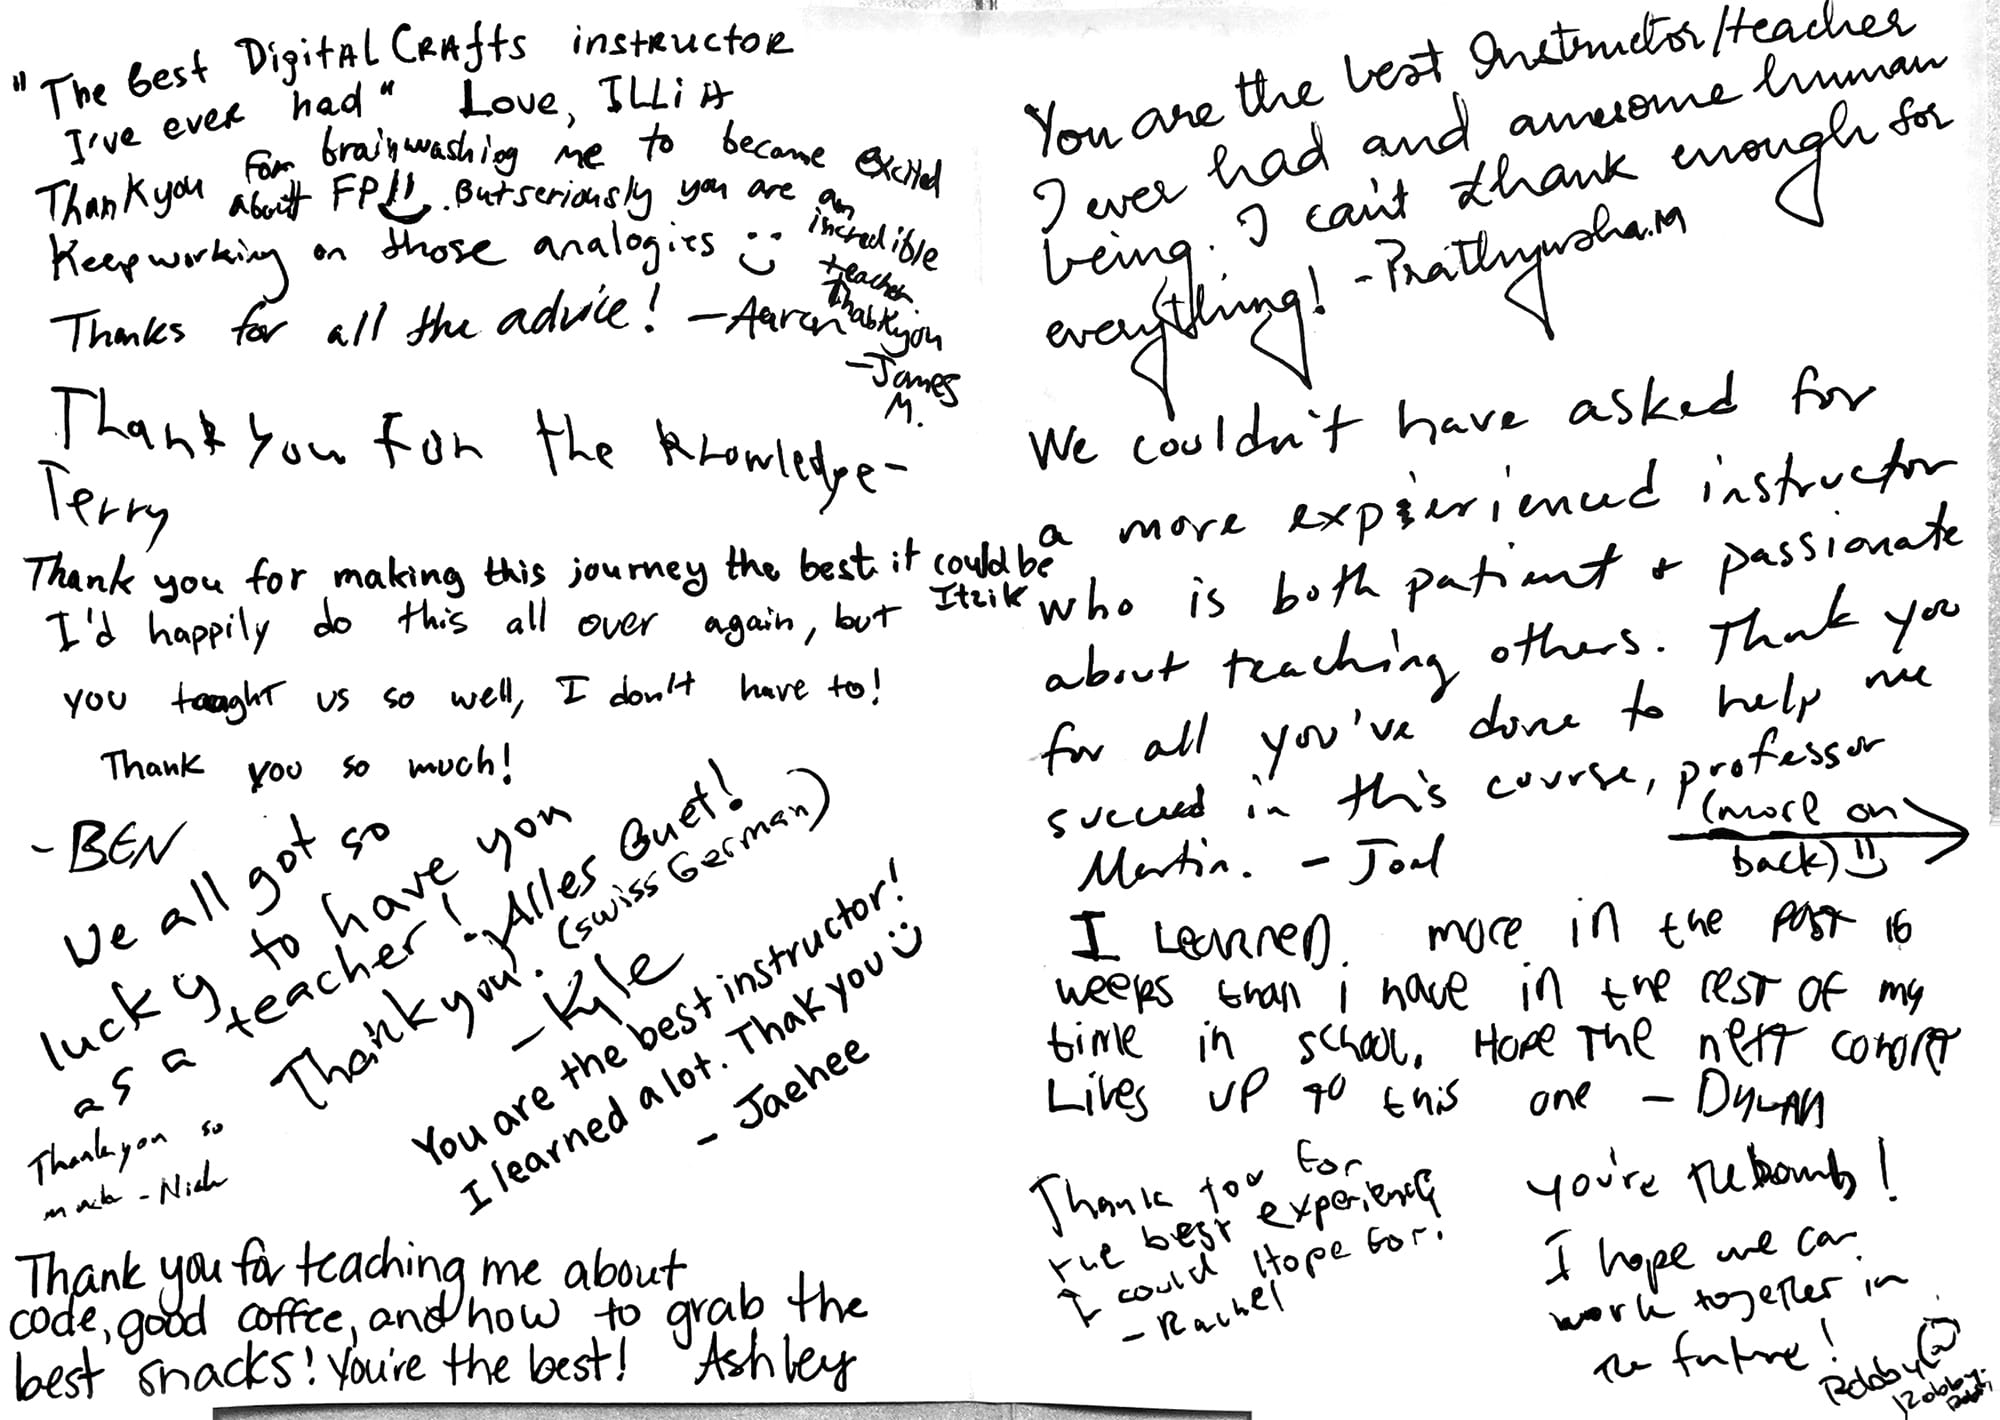 "The best DigitalCrafts instructor
I've ever had" Love, ILLIA
Thank you for brainwashing me to become excited
about FP!! But seriously you are an
incredible
teacher.
Thabkyou
-James
M.
Keep working on those analogies
Thanks for all the advice! -Aaron
Thank you for the knowledge-
Terry
Thank you for making this journey the best it could be
Itzik
I'd happily do this all over again, but
you taught us so well, I don't have to!
Thank you so much!
-BEN
We all got so
lucky to have you
as a teacher! Alles Guet!
(Swiss German)
Thank you!
-Kyle
You are the best instructor!
I learned a lot. Thak you
- Jaehee
Thank you so
much - Nick
Thank you for teaching me about
code, good coffee, and how to grab the
best snacks! You're the best! Ashley
You are the best Instructor/teacher
I ever had and awesome human
being. I can't thank enough for
everything! -Prathyusha.M
We couldn't have asked for
a more experienced instructor
who is both patient & passionate
about teaching others. Thank you
for all you've done to help me
succeed in this course, professor
Martin. - Joel
(more on
back)
I Learned more in the past 16
weeks than i have in the rest of my
time in school. Hope the next cohort
Lives up to this one - Dylan
Thank you for
the best experience
I could Hope for!
- Rachel
you're the bomb!
I hope we can
work together in
the future!
Robby
Robby